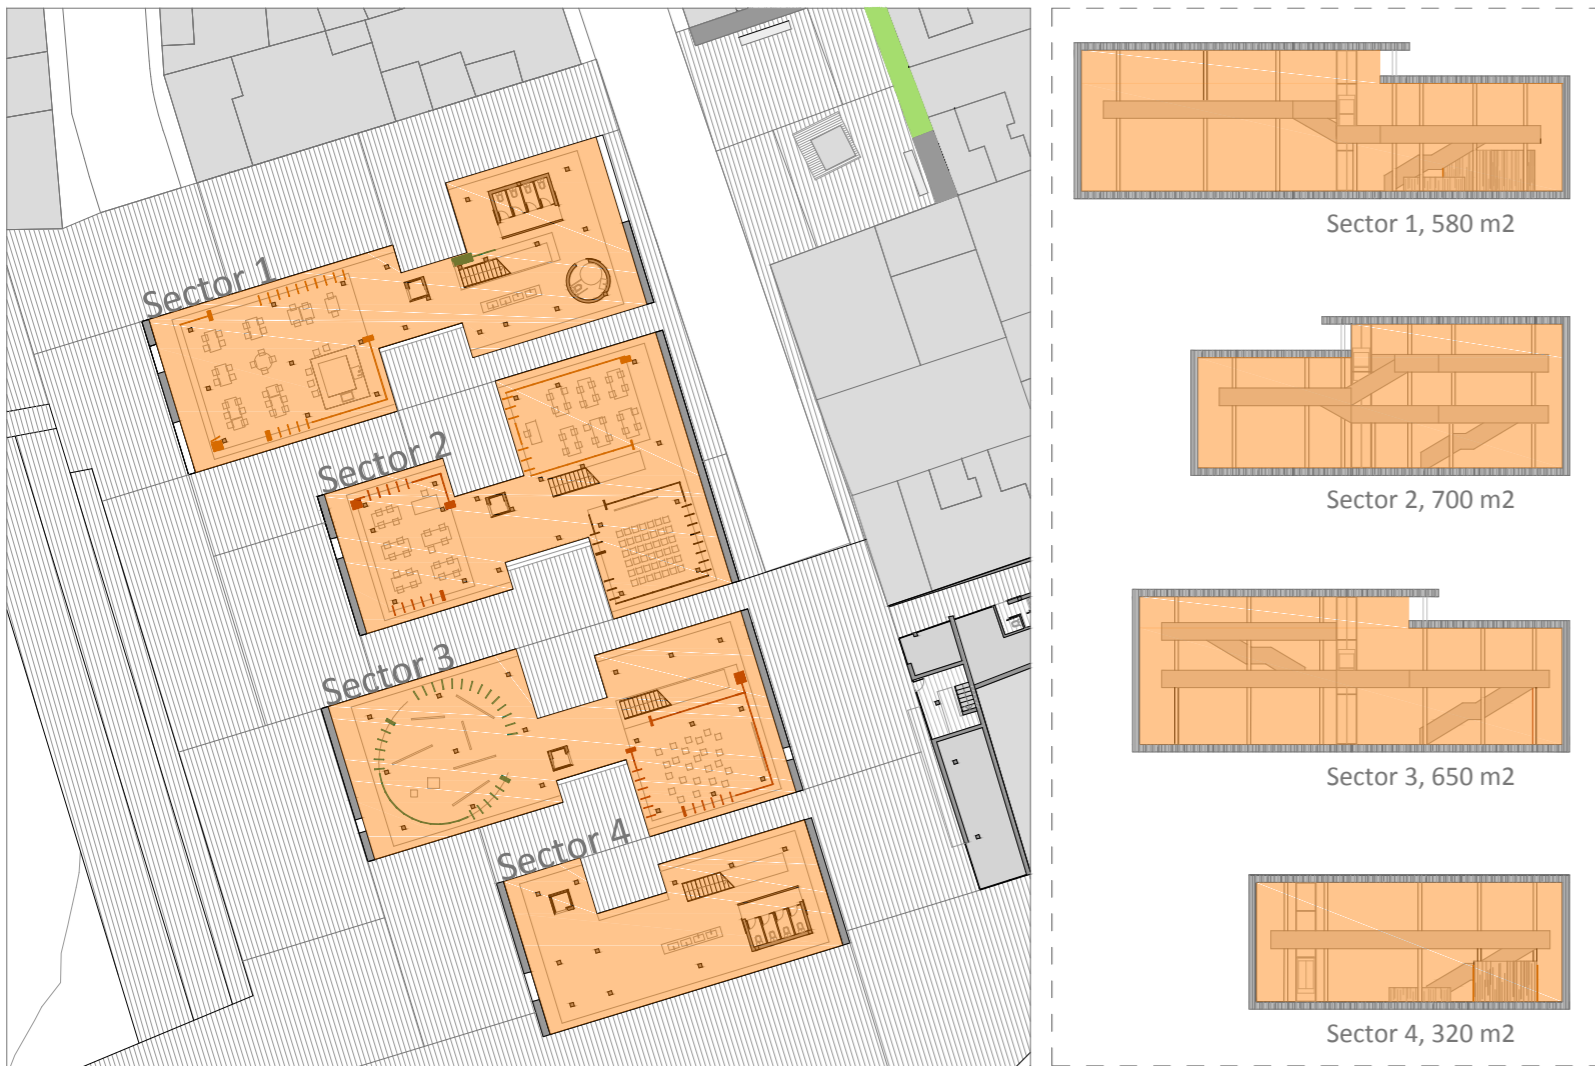 Sector 1
Sector 2
Sector 3
Sector 4
Sector 1, 580 m2
Sector 2, 700 m2
Sector 3, 650 m2
Sector 4, 320 m2